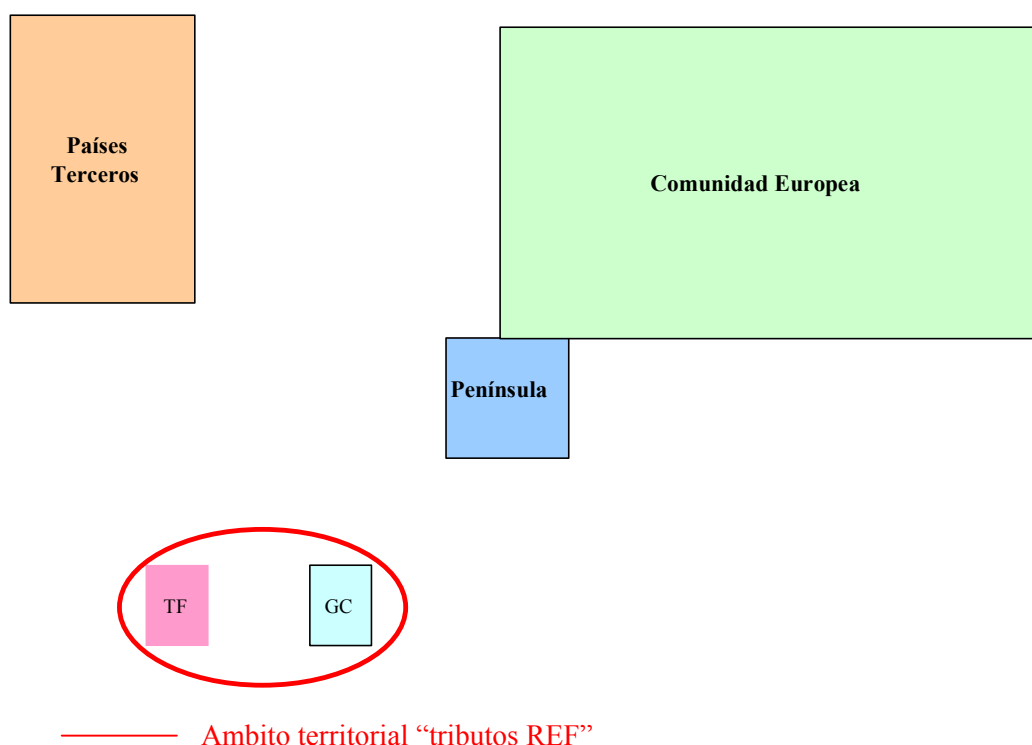 Países
Terceros
Comunidad Europea
Península
TF
GC
Ambito territorial “tributos REF”